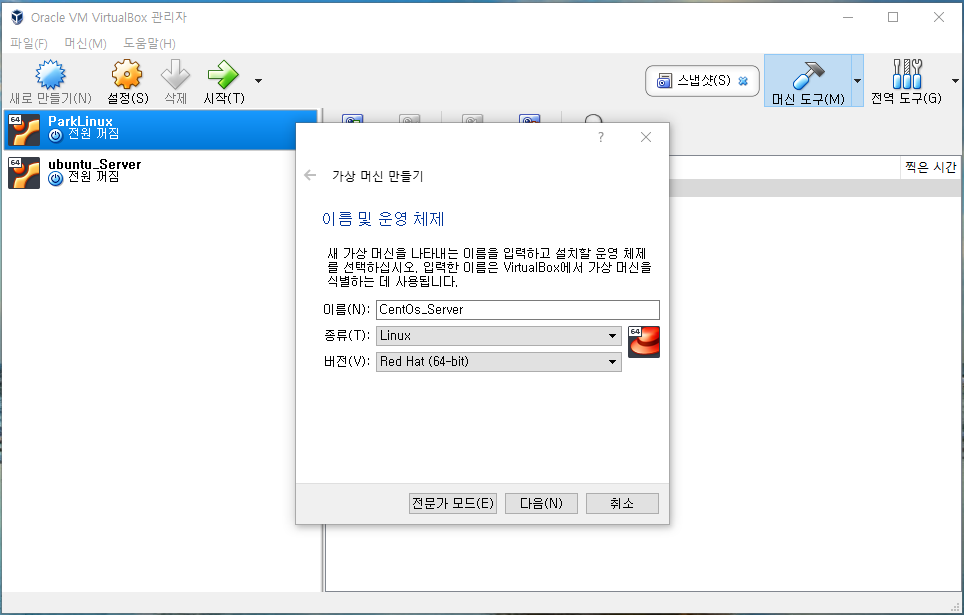 Oracle VM VirtualBox 관리자
파일(F) 머신(M) 도움말(H)
새로 만들기(N) 설정(S) 삭제 시작(T) 스냅샷(S) 머신 도구(M) 전역 도구(G)
64 ParkLinux
전원 꺼짐
64 ubuntu_Server
전원 꺼짐
찍은 시간
?
가상 머신 만들기
이름 및 운영 체제
새 가상 머신을 나타내는 이름을 입력하고 설치할 운영 체제
를 선택하십시오. 입력한 이름은 VirtualBox에서 가상 머신을
식별하는 데 사용됩니다.
이름(N): CentOs_Server
종류(T): Linux
64
버전(V): Red Hat (64-bit)
전문가 모드(E) 다음(N) 취소